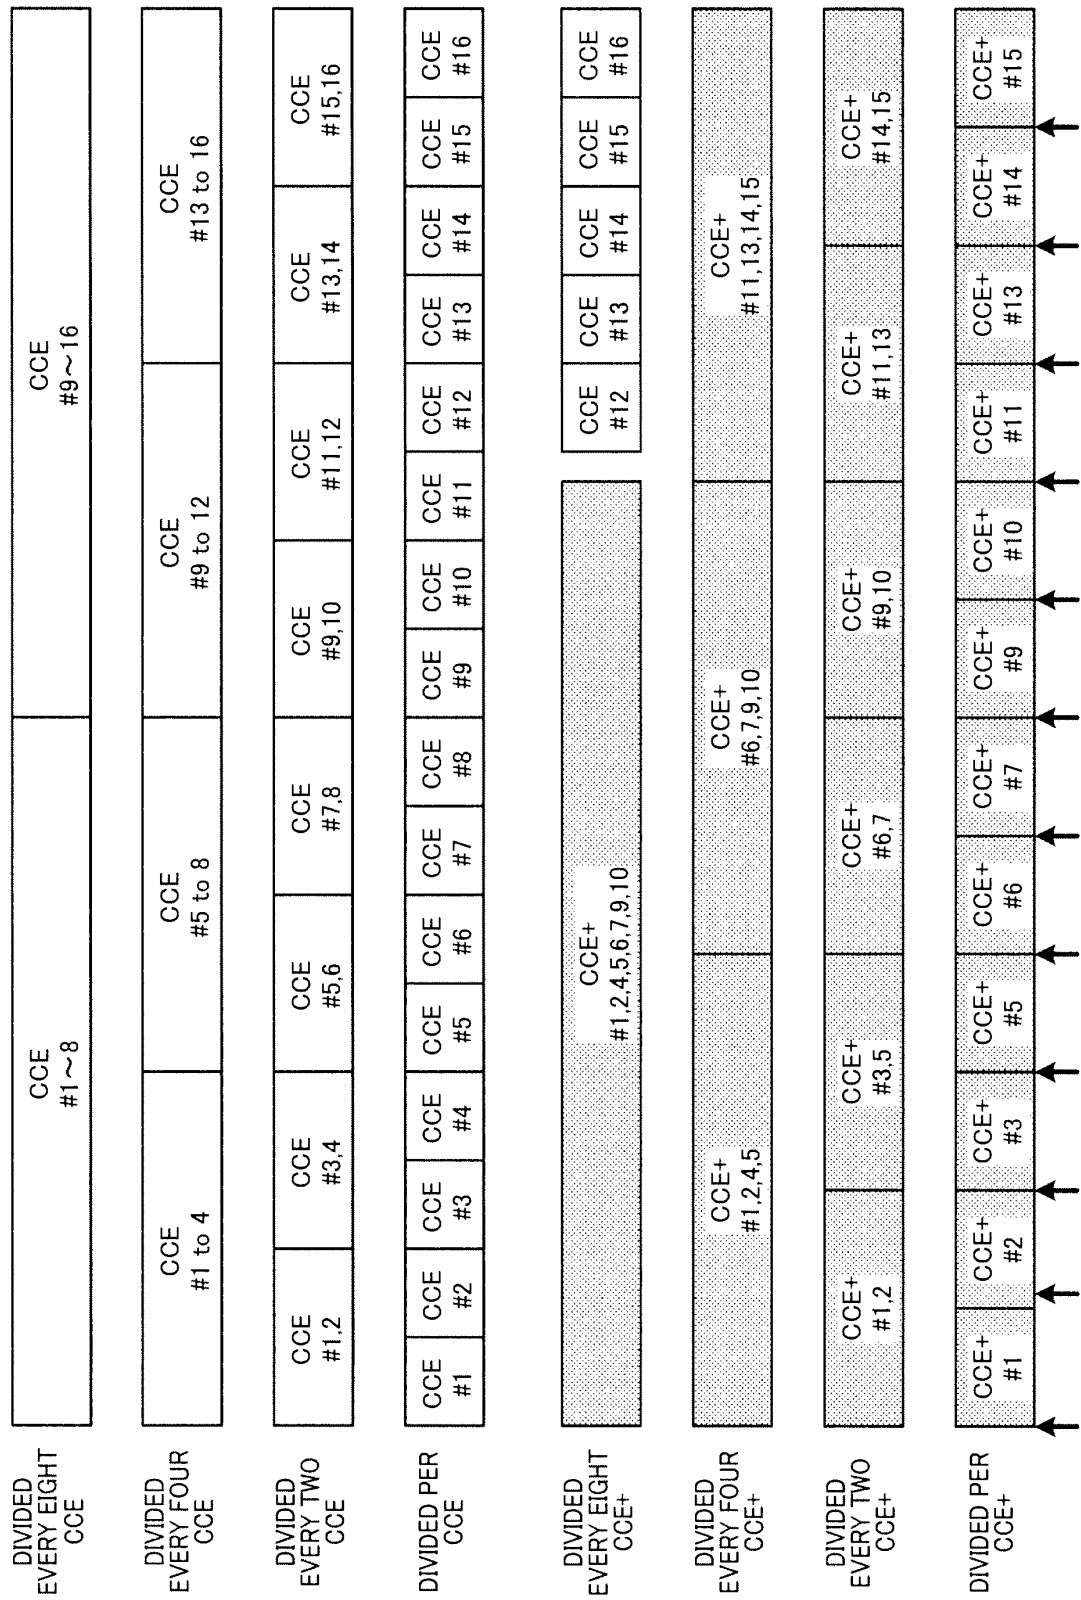 DIVIDED
EVERY EIGHT
CCE
CCE
#1～8
CCE
#9～16
DIVIDED
EVERY FOUR
CCE
CCE
#1 to 4
CCE
#5 to 8
CCE
#9 to 12
CCE
#13 to 16
DIVIDED
EVERY TWO
CCE
CCE
#1,2
CCE
#3,4
CCE
#5,6
CCE
#7,8
CCE
#9,10
CCE
#11,12
CCE
#13,14
CCE
#15,16
DIVIDED PER
CCE
CCE
#1
CCE
#2
CCE
#3
CCE
#4
CCE
#5
CCE
#6
CCE
#7
CCE
#8
CCE
#9
CCE
#10
CCE
#11
CCE
#12
CCE
#13
CCE
#14
CCE
#15
CCE
#16
DIVIDED
EVERY EIGHT
CCE+
CCE+
#1,2,4,5,6,7,9,10
CCE
#12
CCE
#13
CCE
#14
CCE
#15
CCE
#16
DIVIDED
EVERY FOUR
CCE+
CCE+
#1,2,4,5
CCE+
#6,7,9,10
CCE+
#11,13,14,15
DIVIDED
EVERY TWO
CCE+
CCE+
#1,2
CCE+
#3,5
CCE+
#6,7
CCE+
#9,10
CCE+
#11,13
CCE+
#14,15
DIVIDED PER
CCE+
CCE+
#1
CCE+
#2
CCE+
#3
CCE+
#5
CCE+
#6
CCE+
#7
CCE+
#9
CCE+
#10
CCE+
#11
CCE+
#13
CCE+
#14
CCE+
#15